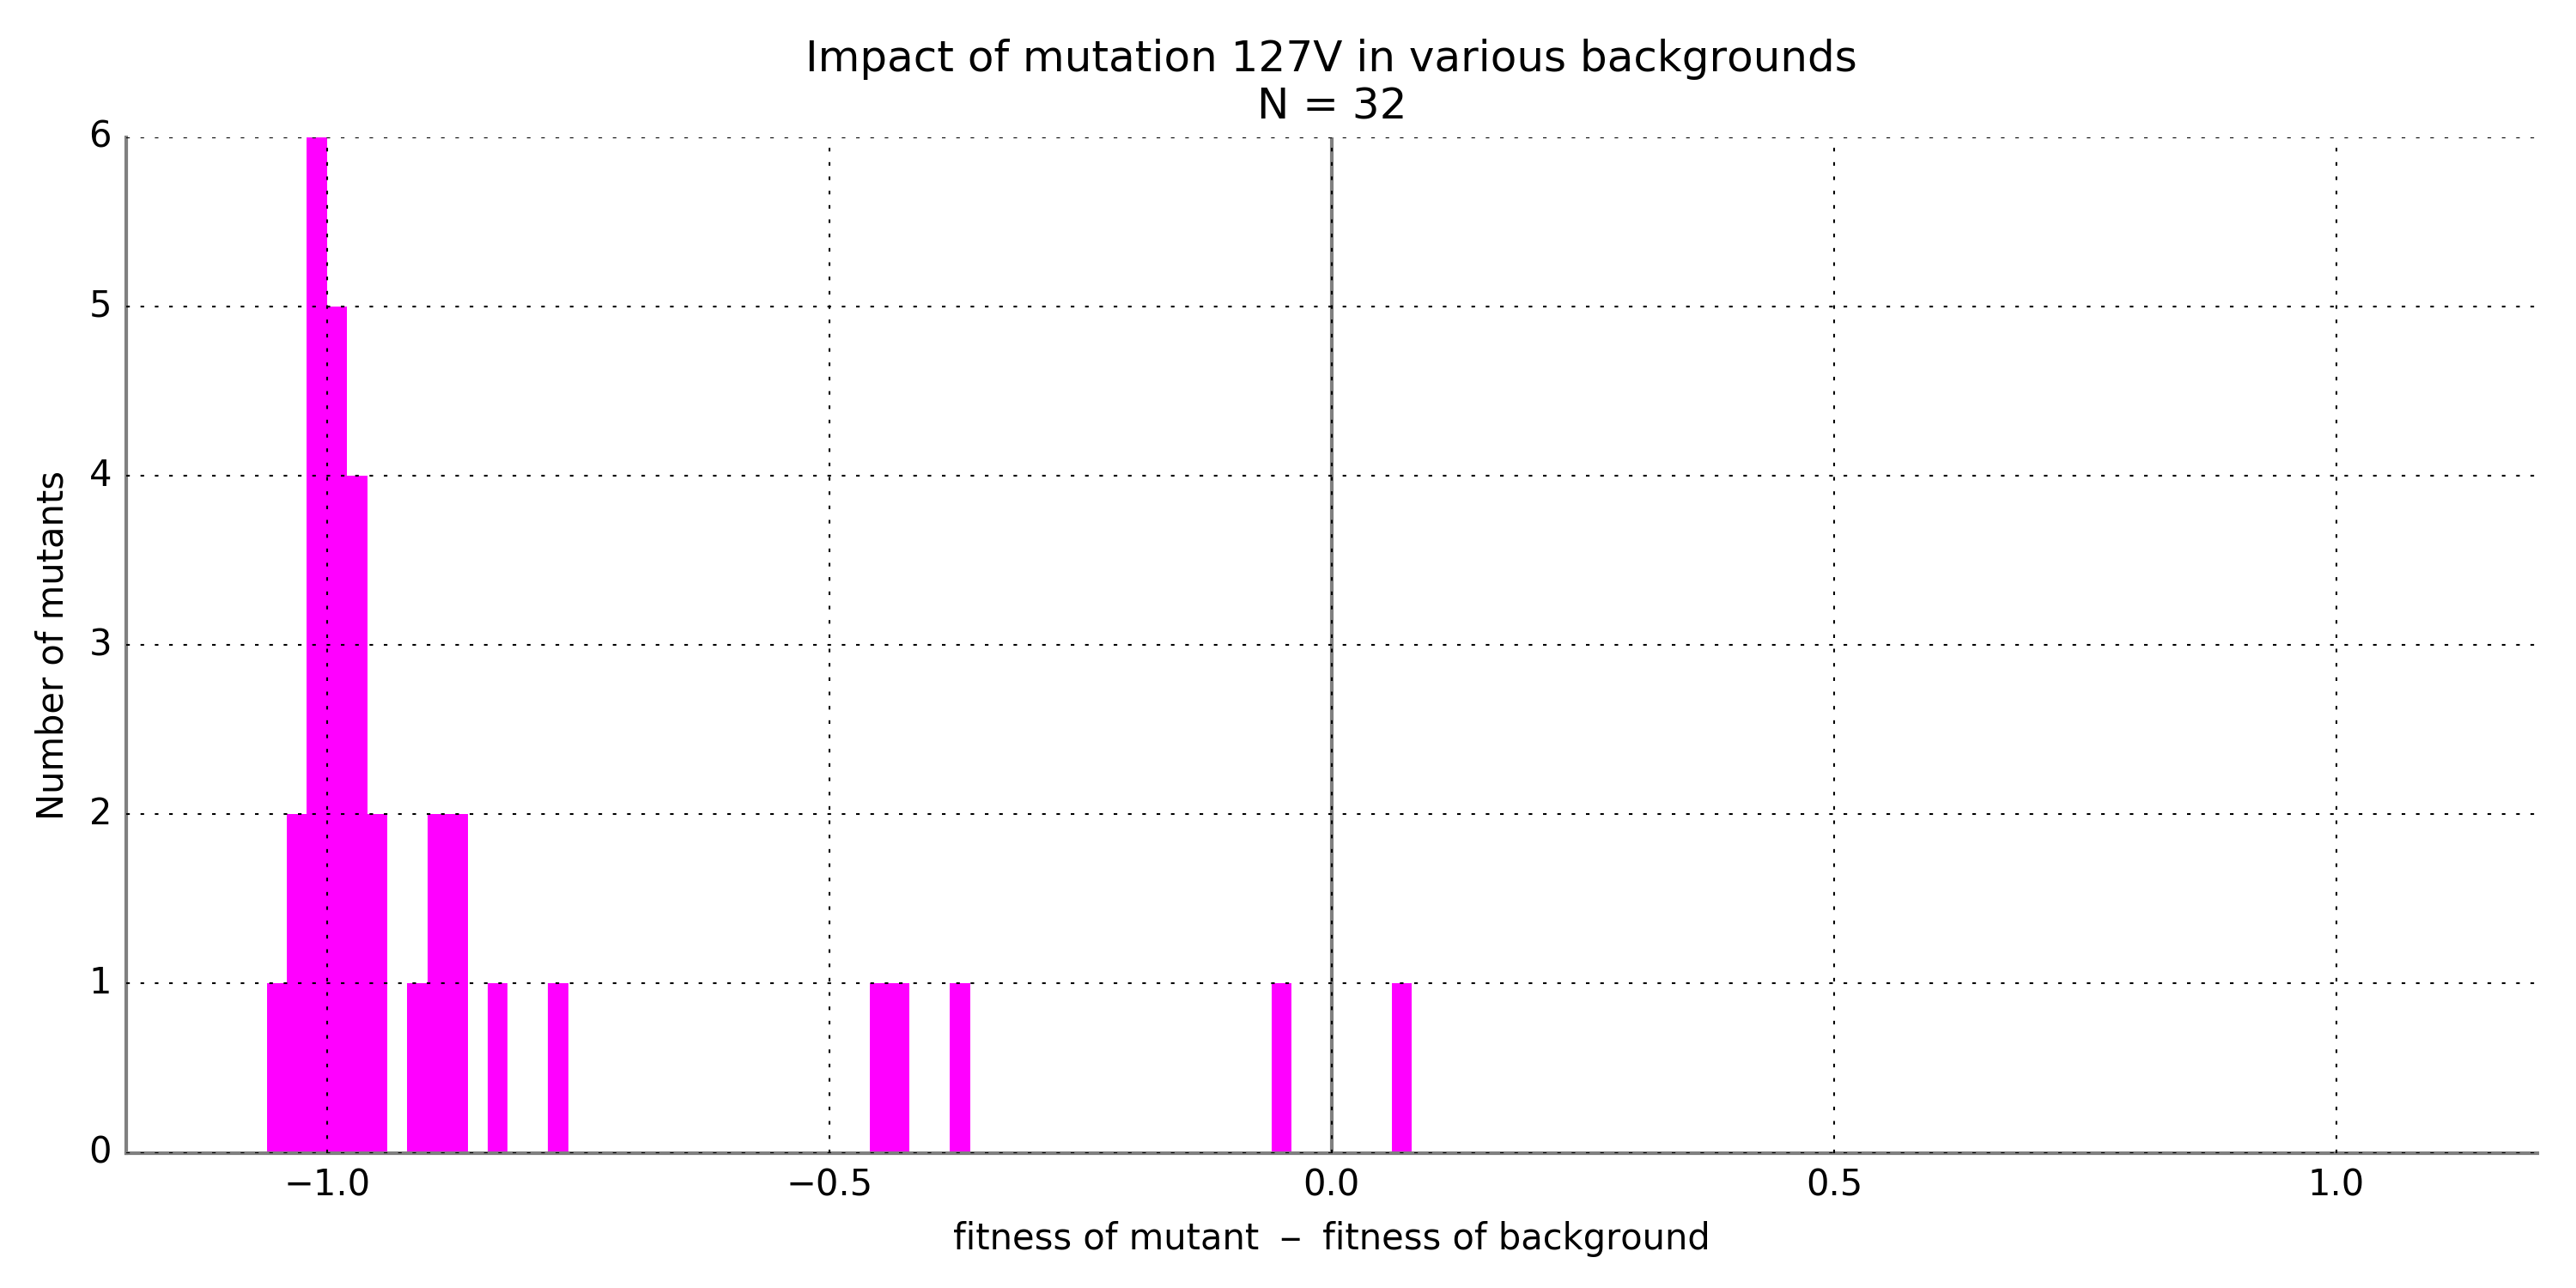 Impact of mutation 127V in various backgrounds
N = 32
6
5
4
3
2
1
0
Number of mutants
−1.0 −0.5 0.0 0.5 1.0
fitness of mutant – fitness of background